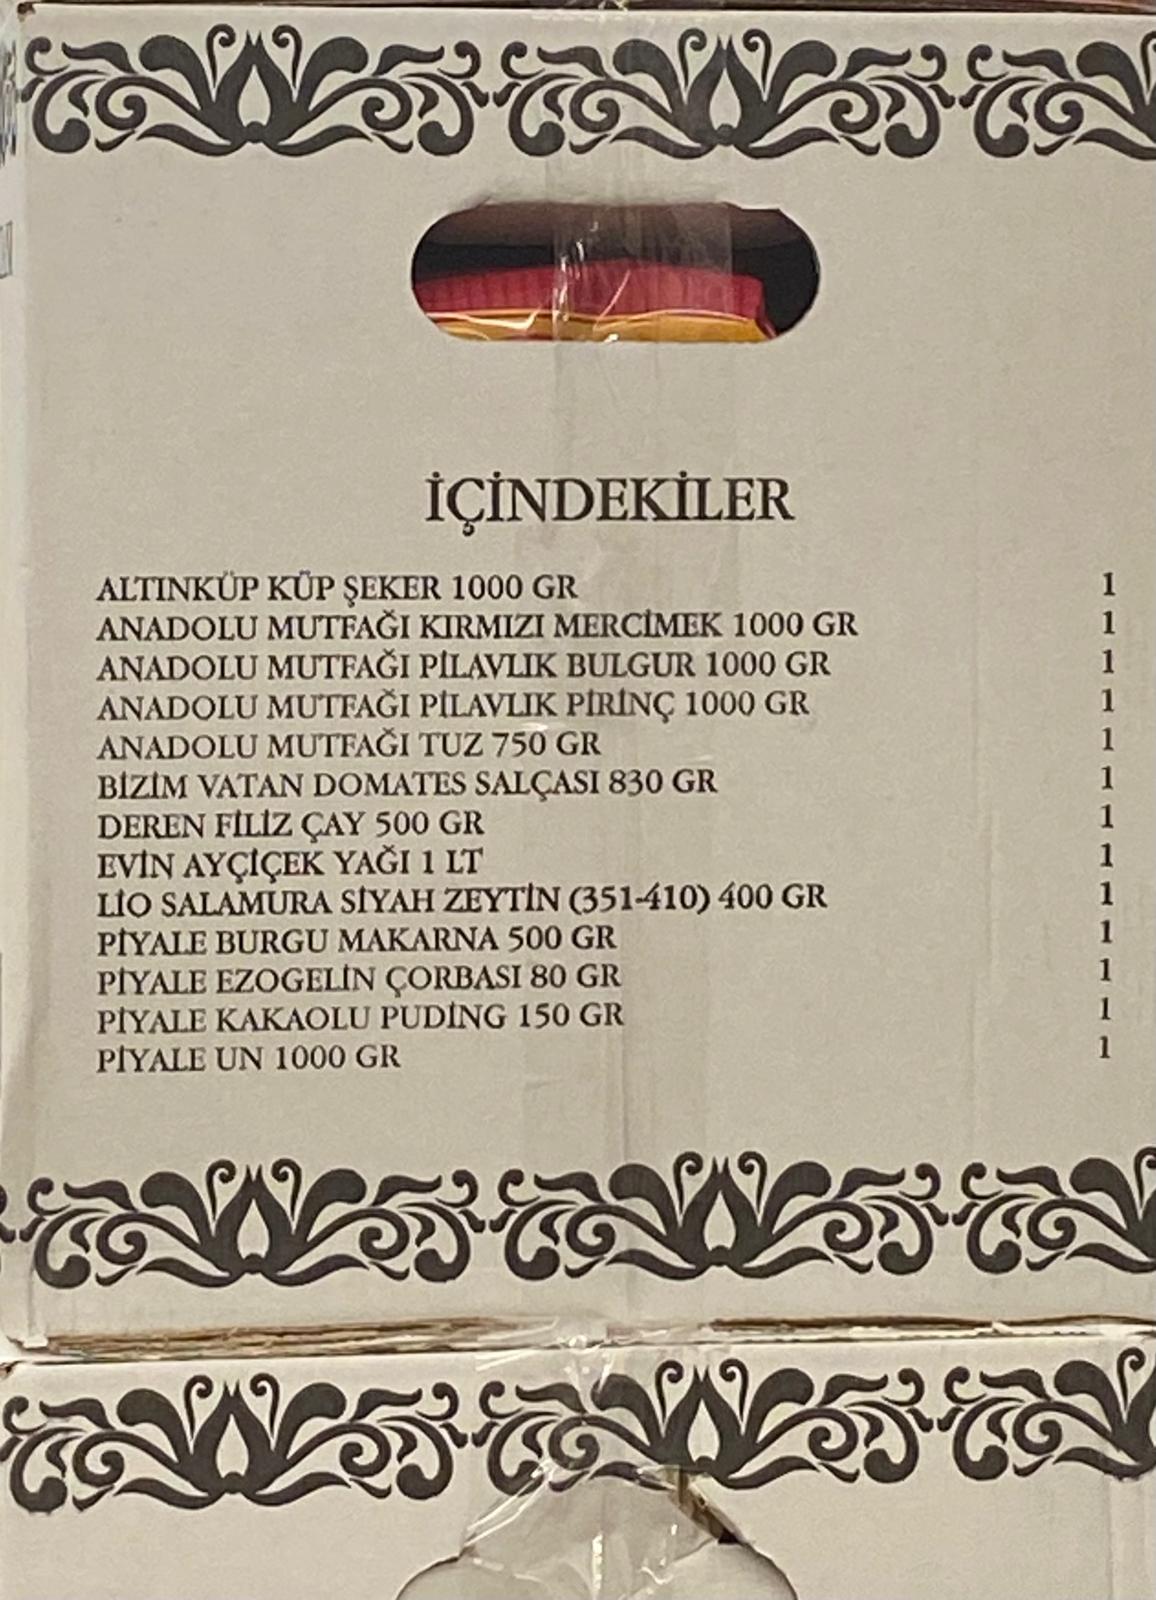 İÇİNDEKİLER
ALTINKÜP KÜP ŞEKER 1000 GR 1
ANADOLU MUTFAĞI KIRMIZI MERCİMEK 1000 GR 1
ANADOLU MUTFAĞI PİLAVLIK BULGUR 1000 GR 1
ANADOLU MUTFAĞI PİLAVLIK PİRİNÇ 1000 GR 1
ANADOLU MUTFAĞI TUZ 750 GR 1
BİZİM VATAN DOMATES SALÇASI 830 GR 1
DEREN FİLİZ ÇAY 500 GR 1
EVİN AYÇİÇEK YAĞI 1 LT 1
LİO SALAMURA SİYAH ZEYTİN (351-410) 400 GR 1
PİYALE BURGU MAKARNA 500 GR 1
PİYALE EZOGELİN ÇORBASI 80 GR 1
PİYALE KAKAOLU PUDİNG 150 GR 1
PİYALE UN 1000 GR 1